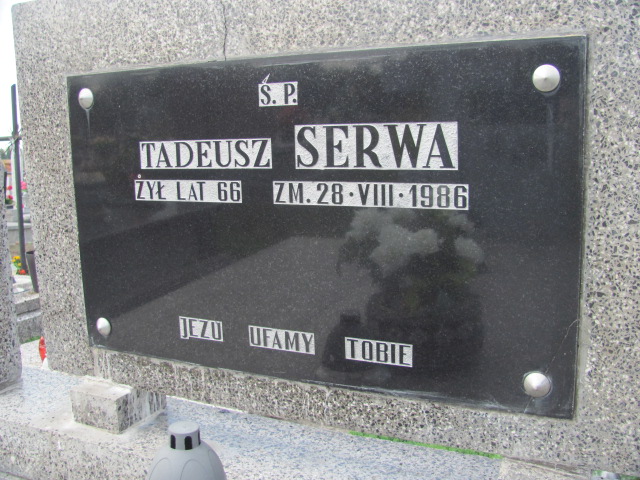 Ś. P.
TADEUSZ SERWA
ŻYŁ LAT 66 ZM. 28·VIII·1986
JEZU UFAMY TOBIE